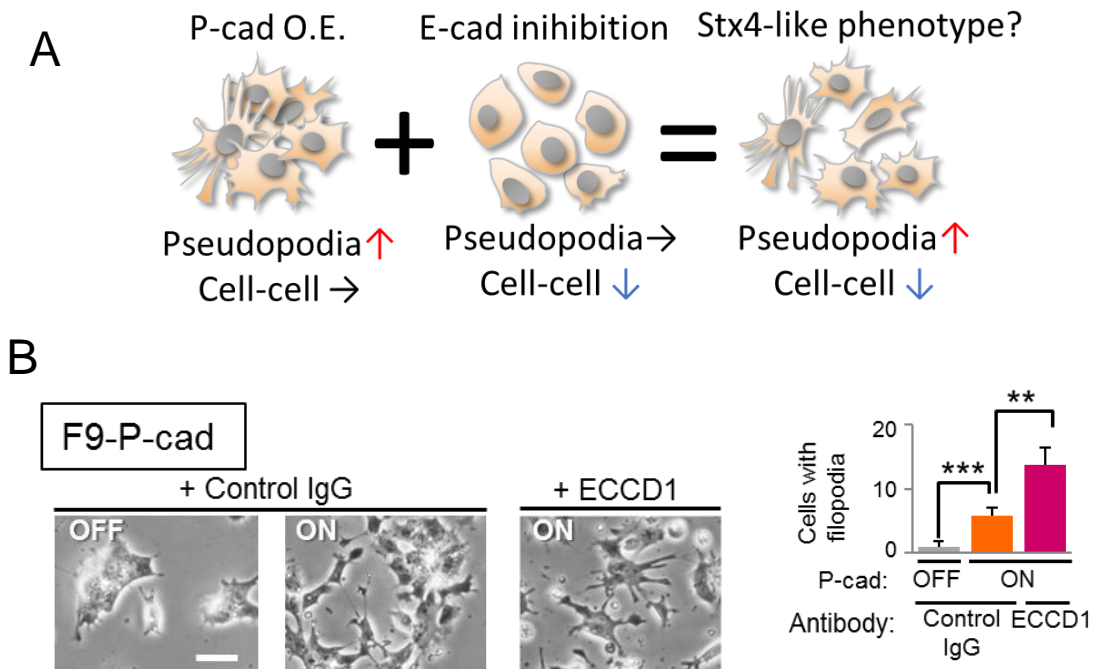 A
P-cad O.E.
E-cad inihibition
Stx4-like phenotype?
+
=
Pseudopodia↑
Pseudopodia→
Pseudopodia↑
Cell-cell →
Cell-cell ↓
Cell-cell ↓
B
F9-P-cad
+ Control IgG
+ ECCD1
OFF
ON
ON
Cells with
filopodia
20
10
0
***
**
P-cad: OFF ON
Antibody: Control ECCD1
IgG